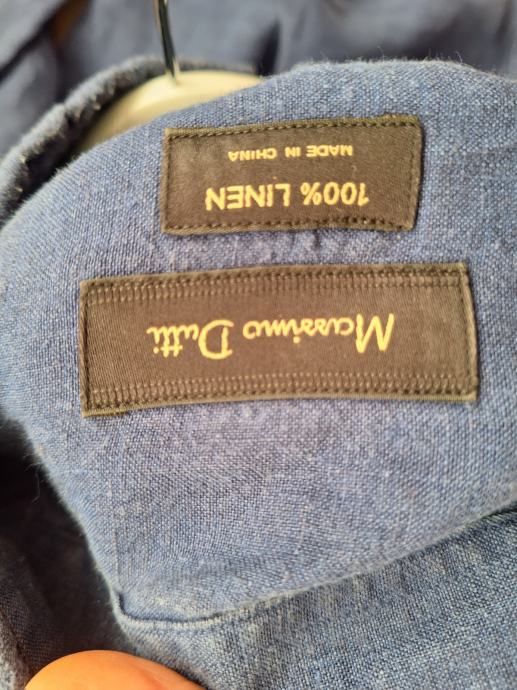 Massimo Dutti
100% LINEN
MADE IN CHINA